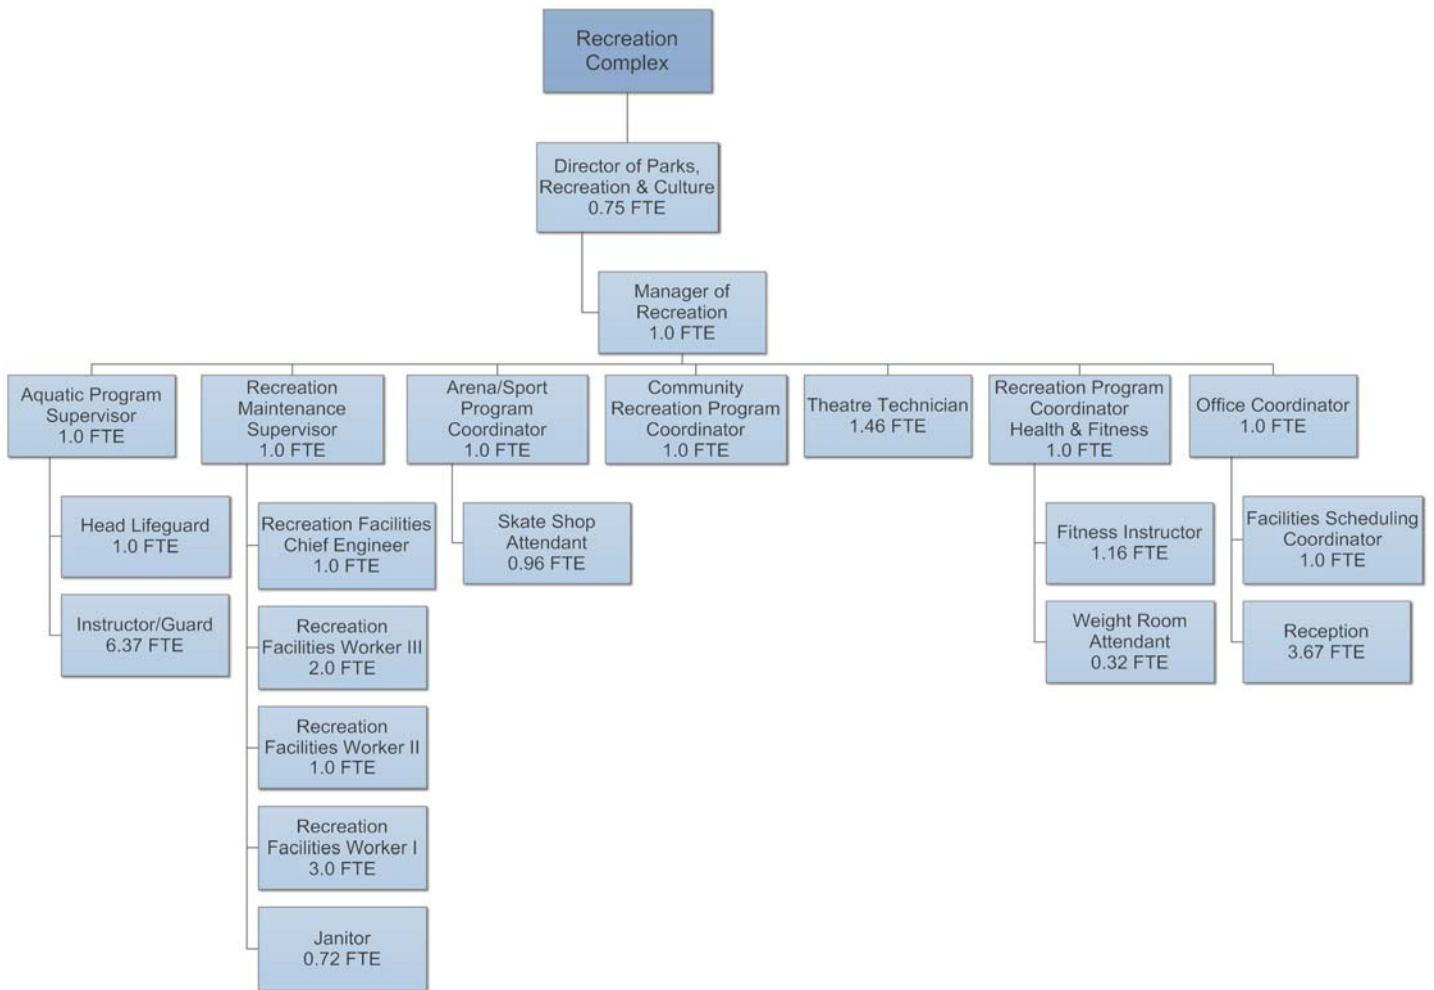 Recreation
Complex
Director of Parks,
Recreation & Culture
0.75 FTE
Manager of
Recreation
1.0 FTE
Aquatic Program
Supervisor
1.0 FTE
Recreation
Maintenance
Supervisor
1.0 FTE
Arena/Sport
Program
Coordinator
1.0 FTE
Community
Recreation Program
Coordinator
1.0 FTE
Theatre Technician
1.46 FTE
Recreation Program
Coordinator
Health & Fitness
1.0 FTE
Office Coordinator
1.0 FTE
Head Lifeguard
1.0 FTE
Instructor/Guard
6.37 FTE
Recreation Facilities
Chief Engineer
1.0 FTE
Recreation
Facilities Worker III
2.0 FTE
Recreation
Facilities Worker II
1.0 FTE
Recreation
Facilities Worker I
3.0 FTE
Janitor
0.72 FTE
Skate Shop
Attendant
0.96 FTE
Fitness Instructor
1.16 FTE
Weight Room
Attendant
0.32 FTE
Facilities Scheduling
Coordinator
1.0 FTE
Reception
3.67 FTE